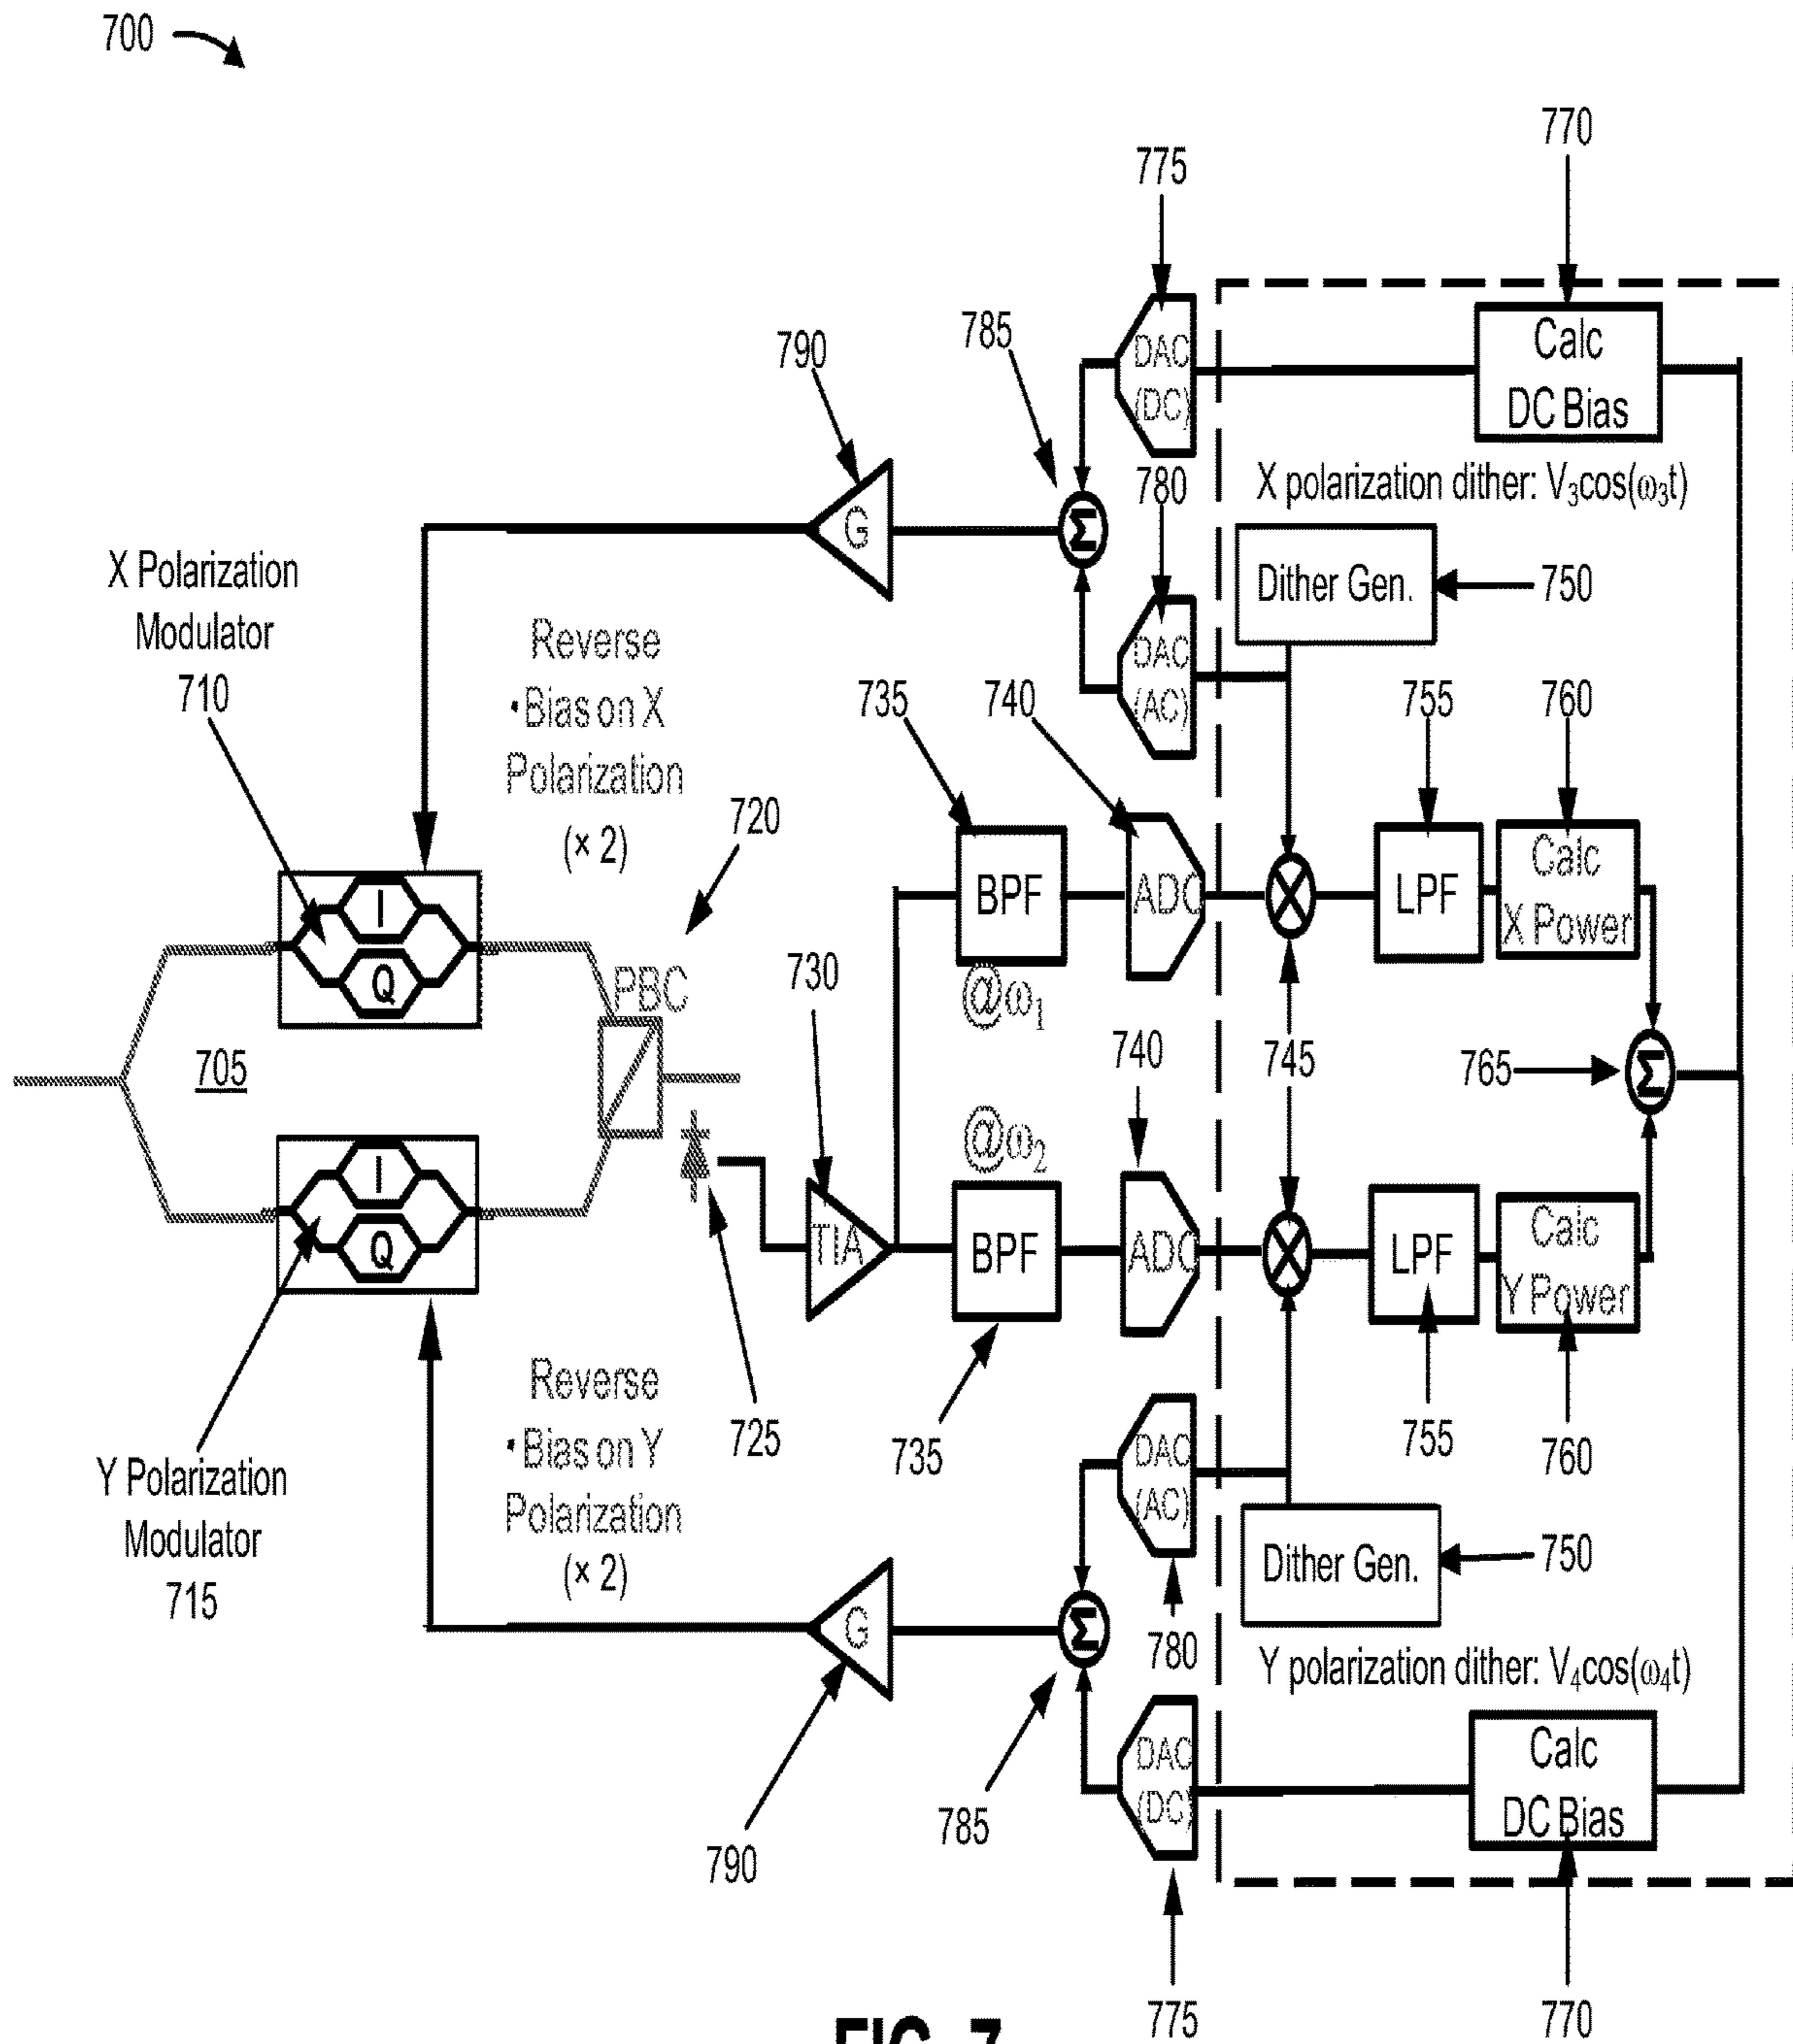 700
770
775
785
790
Calc
DC Bias
DAC
(DC)
780
X polarization dither: V₃cos(ω₃t)
Σ
G
Dither Gen.
750
X Polarization
Modulator
710
Reverse
• Bias on X
Polarization
(× 2)
DAC
(AC)
735
740
755
760
720
I
Q
BPF
ADC
LPF
Calc
X Power
@ω₁
PBC
730
705
740
745
765
Σ
@ω₂
I
Q
TIA
BPF
ADC
LPF
Calc
Y Power
725
735
755
760
Reverse
• Bias on Y
Polarization
(× 2)
Y Polarization
Modulator
715
DAC
(AC)
Dither Gen.
750
G
Σ
780
Y polarization dither: V₄cos(ω₄t)
DAC
(DC)
Calc
DC Bias
785
790
775
770
FIG. 7